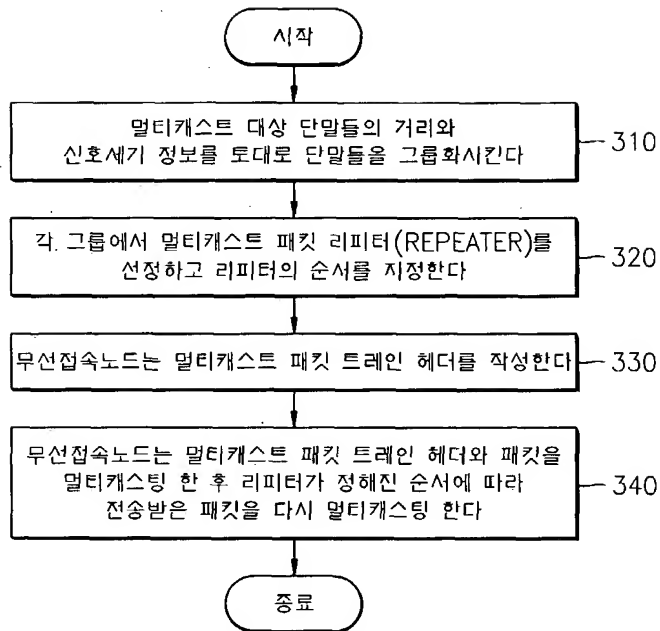 시작
멀티캐스트 대상 단말들의 거리와
신호세기 정보를 토대로 단말들을 그룹화시킨다
310
각 그룹에서 멀티캐스트 패킷 리피터(REPEATER)를
선정하고 리피터의 순서를 지정한다
320
무선접속노드는 멀티캐스트 패킷 트레인 헤더를 작성한다
330
무선접속노드는 멀티캐스트 패킷 트레인 헤더와 패킷을
멀티캐스팅 한 후 리피터가 정해진 순서에 따라
전송받은 패킷을 다시 멀티캐스팅 한다
340
종료